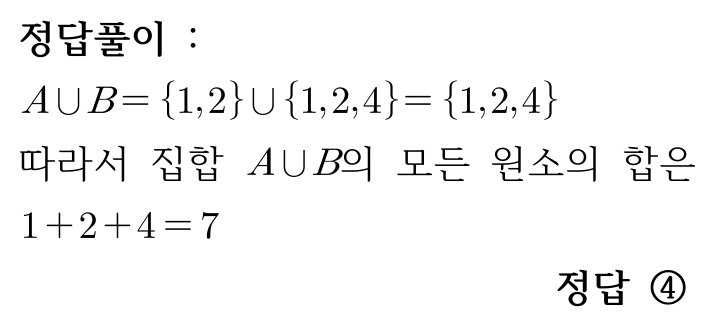 정답풀이 :
A∪B={1,2}∪{1,2,4}={1,2,4}
따라서 집합 A∪B의 모든 원소의 합은
1+2+4=7
정답 ④